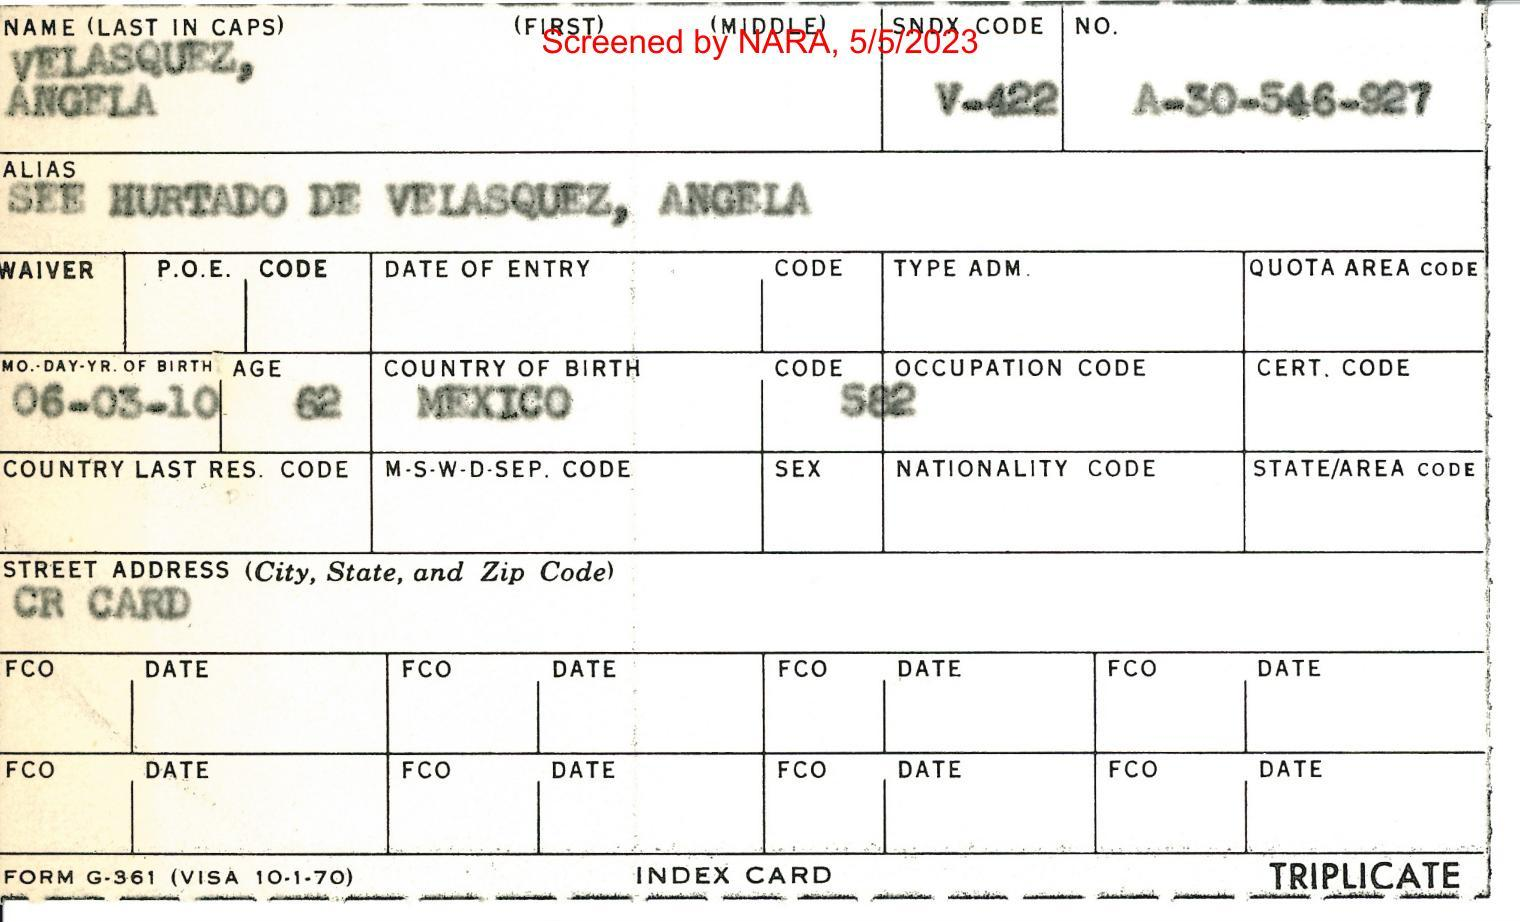 NAME (LAST IN CAPS) (FIRST) (MIDDLE) SNDX CODE NO.
Screened by NARA, 5/5/2023
VELASQUEZ,
ANGELA V-422 A-30-546-927
ALIAS
SEE HURTADO DE VELASQUEZ, ANGELA
WAIVER P.O.E. CODE DATE OF ENTRY CODE TYPE ADM. QUOTA AREA CODE
MO.-DAY-YR. OF BIRTH AGE COUNTRY OF BIRTH CODE OCCUPATION CODE CERT. CODE
06-03-10 62 MEXICO 582
COUNTRY LAST RES. CODE M-S-W-D-SEP. CODE SEX NATIONALITY CODE STATE/AREA CODE
STREET ADDRESS (City, State, and Zip Code)
CR CARD
FCO DATE FCO DATE FCO DATE FCO DATE
FCO DATE FCO DATE FCO DATE FCO DATE
FORM G-361 (VISA 10-1-70) INDEX CARD TRIPLICATE